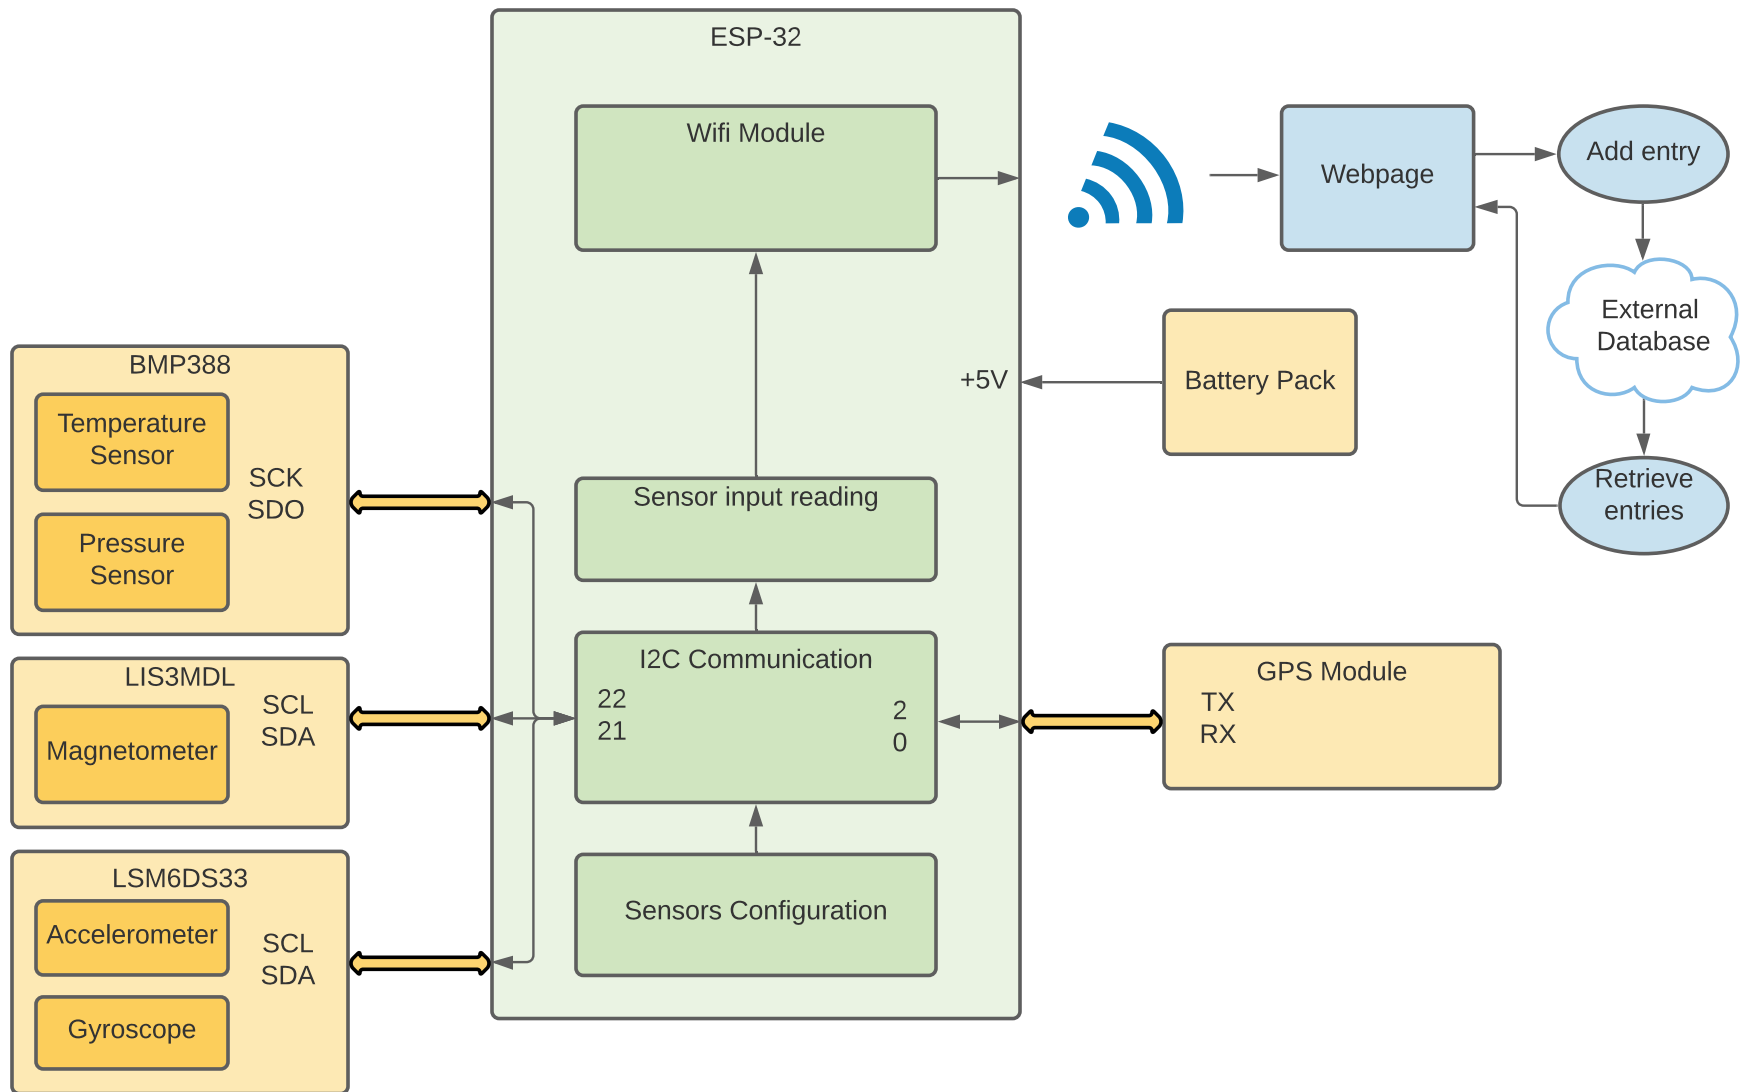 ESP-32
Wifi Module
Webpage
Add entry
External
Database
Retrieve
entries
+5V
Battery Pack
BMP388
Temperature
Sensor
Pressure
Sensor
SCK
SDO
Sensor input reading
LIS3MDL
Magnetometer
SCL
SDA
I2C Communication
22
21
2
0
GPS Module
TX
RX
LSM6DS33
Accelerometer
Gyroscope
SCL
SDA
Sensors Configuration